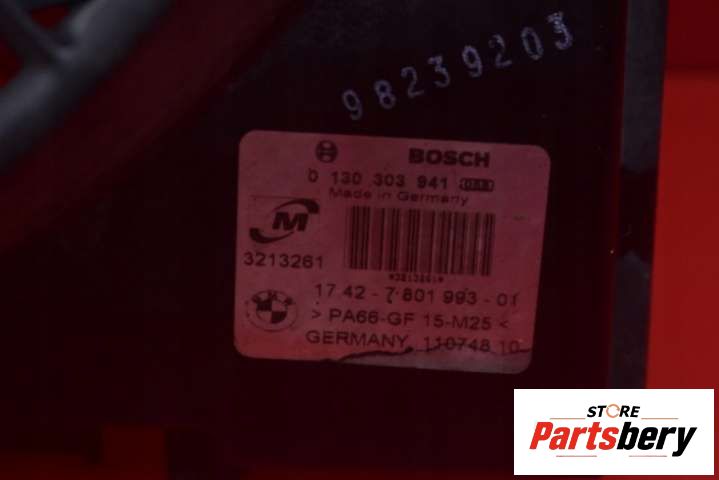 98239203
BOSCH
0 130 303 941
Made in Germany
M
3213261
17 42 - 7 801 993 - 01
> PA66-GF 15-M25 <
GERMANY 110748 10
STORE
Partsbery